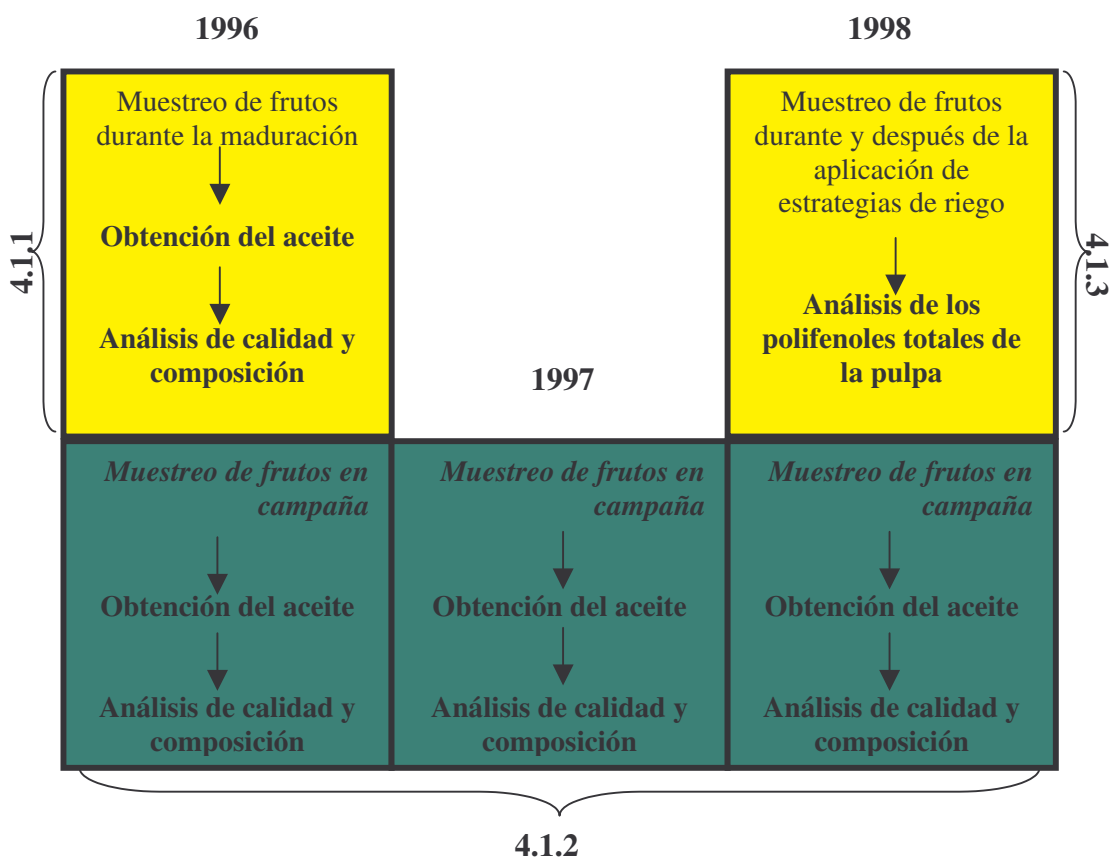 1996
1998
4.1.1
Muestreo de frutos
durante la maduración
Obtención del aceite
Análisis de calidad y
composición
Muestreo de frutos
durante y después de la
aplicación de
estrategias de riego
Análisis de los
polifenoles totales de
la pulpa
4.1.3
1997
Muestreo de frutos en
campaña
Obtención del aceite
Análisis de calidad y
composición
Muestreo de frutos en
campaña
Obtención del aceite
Análisis de calidad y
composición
Muestreo de frutos en
campaña
Obtención del aceite
Análisis de calidad y
composición
4.1.2